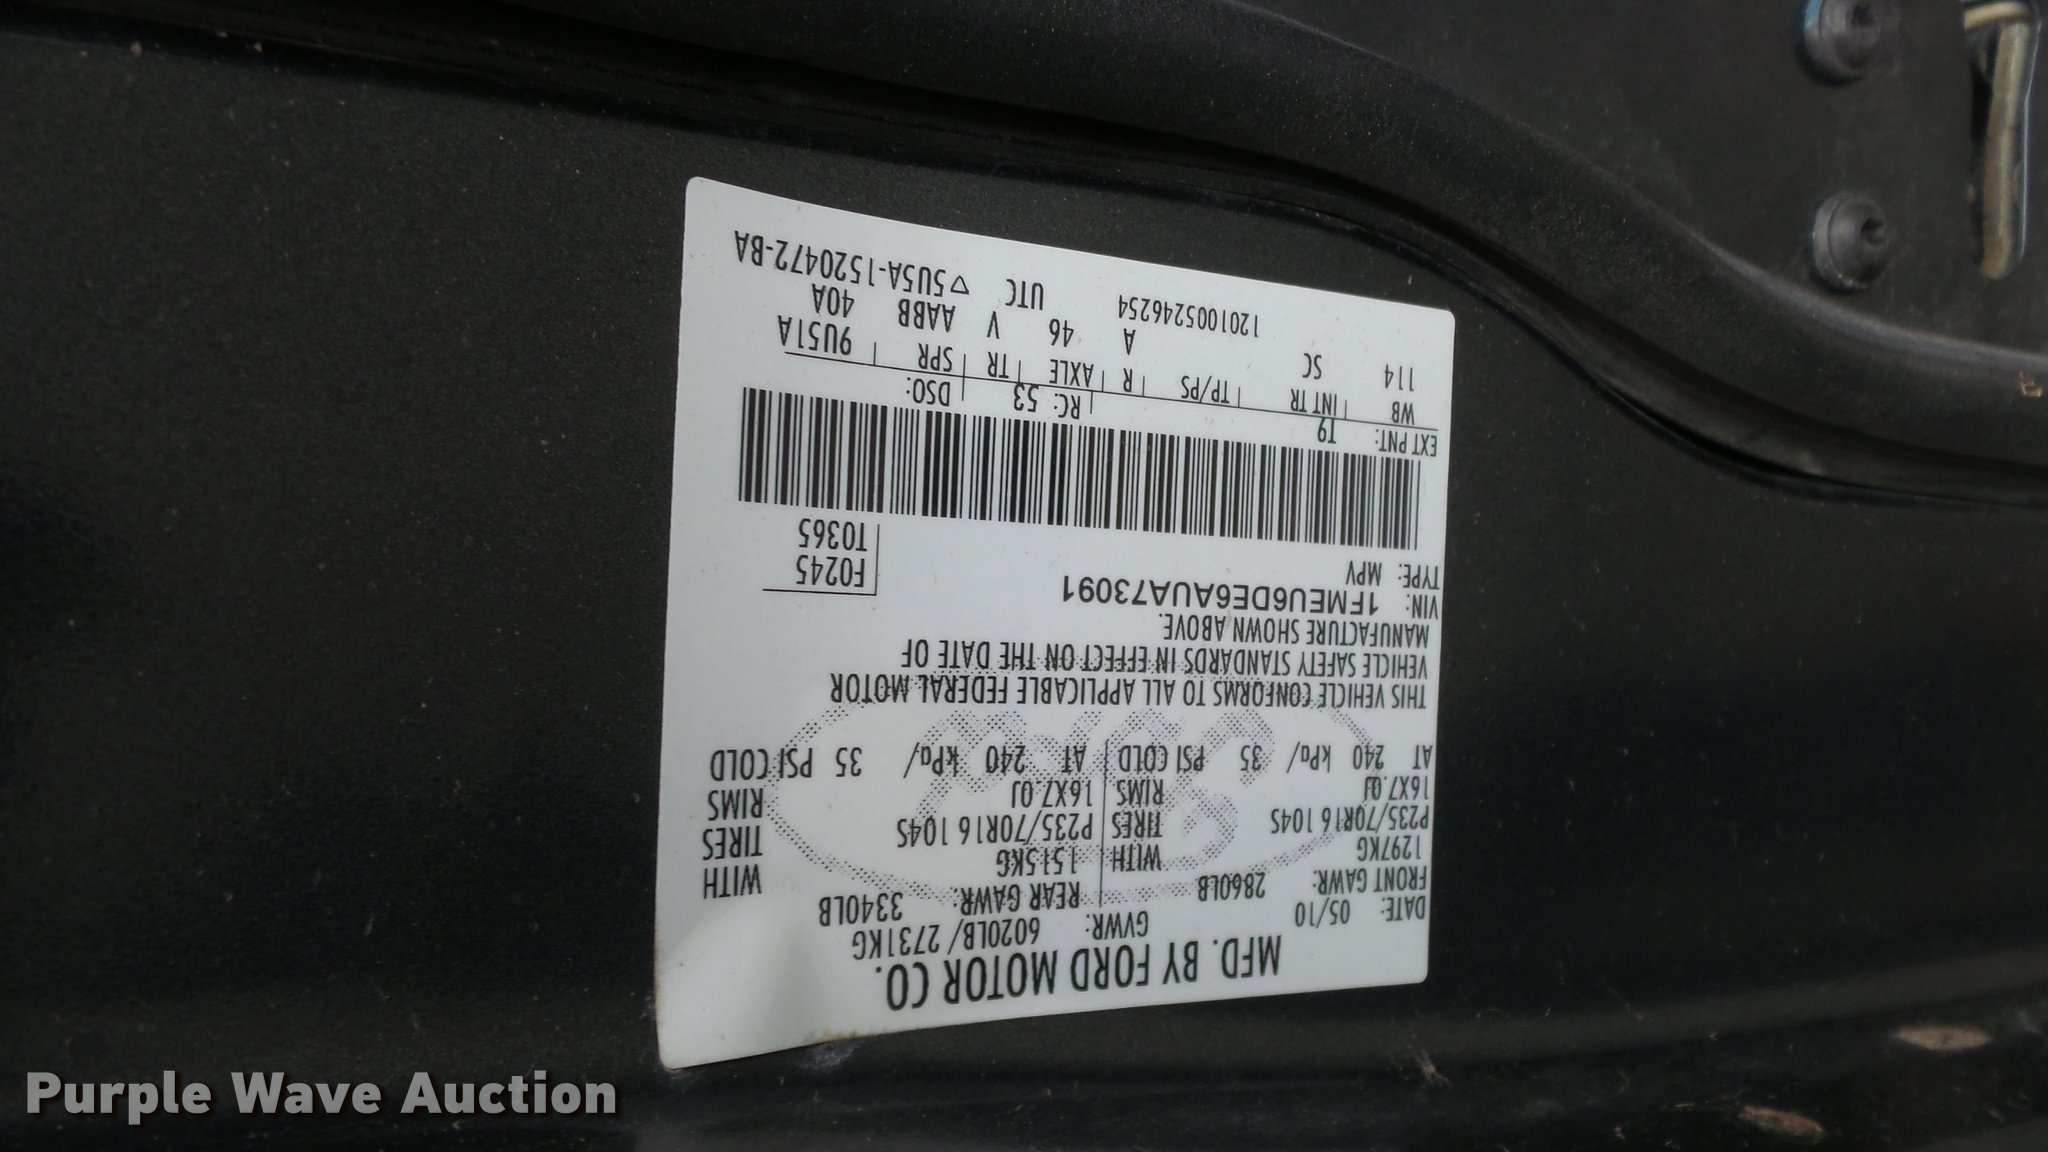 MFD. BY FORD MOTOR CO.
DATE: 05/10 GVWR: 6020LB/ 2731KG
FRONT GAWR: 2860LB REAR GAWR: 3340LB
1297KG WITH 1515KG WITH
P235/70R16 104S TIRES P235/70R16 104S TIRES
16X7.0J RIMS 16X7.0J RIMS
AT 240 kPa/ 35 PSI COLD AT 240 kPa/ 35 PSI COLD
THIS VEHICLE CONFORMS TO ALL APPLICABLE FEDERAL MOTOR
VEHICLE SAFETY STANDARDS IN EFFECT ON THE DATE OF
MANUFACTURE SHOWN ABOVE.
VIN: 1FMEU6DE6AUA73091
TYPE: MPV
F0245
T0365
EXT PNT: T9 RC: 53 DSO:
WB INT TR TP/PS R AXLE TR SPR 9U51A
114 SC A 46 V AABB 40A
1201005246254 UTC ▽5U5A-1520472-BA
Purple Wave Auction